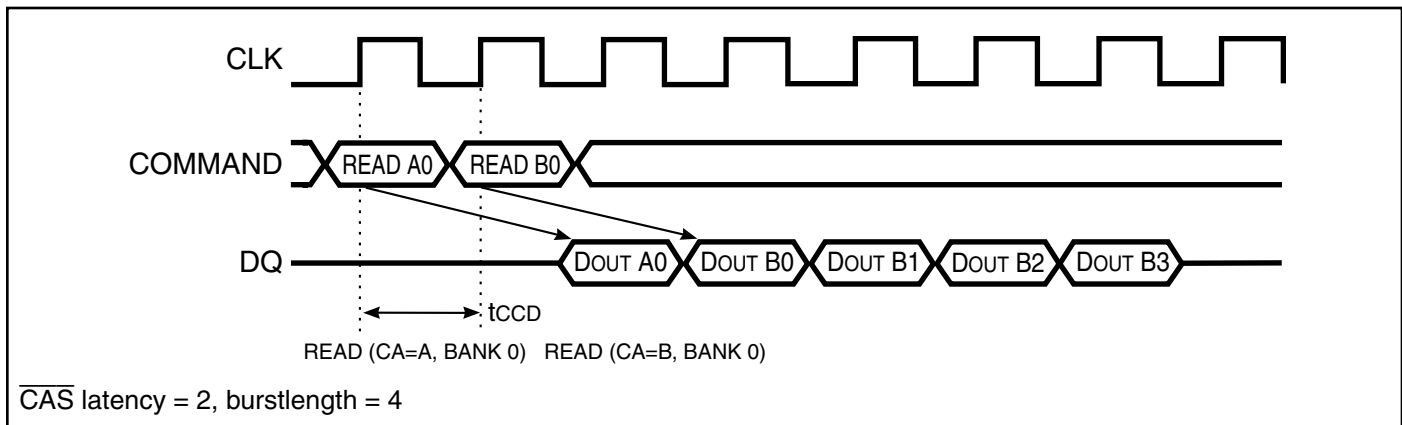 CLK
COMMAND READ A0 READ B0
DQ DOUT A0 DOUT B0 DOUT B1 DOUT B2 DOUT B3
tCCD
READ (CA=A, BANK 0) READ (CA=B, BANK 0)
CAS latency = 2, burstlength = 4